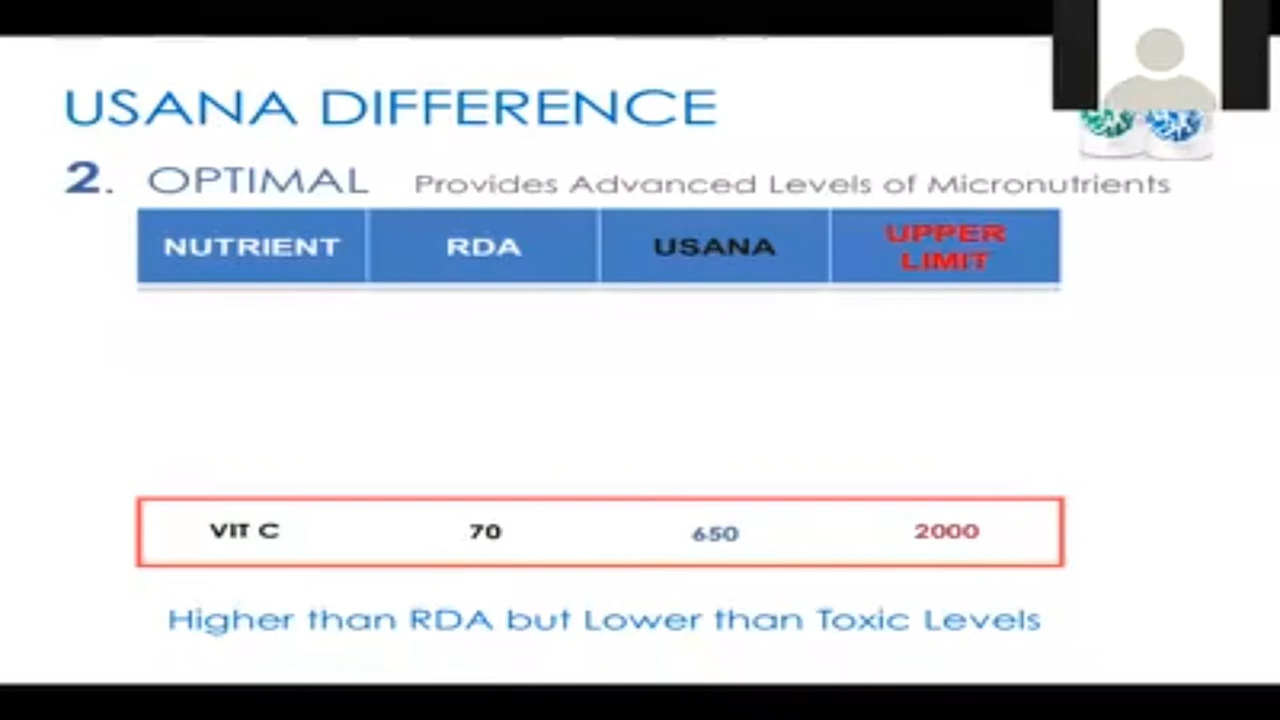 USANA DIFFERENCE
2. OPTIMAL Provides Advanced Levels of Micronutrients
NUTRIENT RDA USANA UPPER LIMIT
VIT C 70 650 2000
Higher than RDA but Lower than Toxic Levels